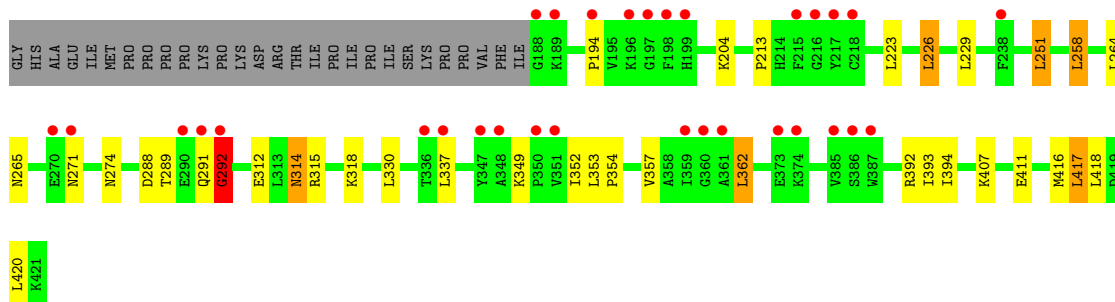 GLY HIS ALA GLU ILE MET PRO PRO PRO PRO LYS PRO LYS ASP ARG THR ILE PRO ILE PRO ILE SER LYS PRO PRO VAL PHE ILE G188 K189 P194 V195 K196 G197 F198 H199 K204 P213 H214 F215 G216 Y217 C218 L223 L226 L229 F238 L251 L258 L264
N265 E270 N271 N274 D288 T289 E290 Q291 G292 E312 L313 N314 R315 K318 L330 T336 L337 Y347 A348 K349 P350 V351 I352 L353 P354 V357 A358 I359 G360 A361 L362 E373 K374 V385 S386 W387 R392 I393 I394 K407 E411 M416 L417 L418 D419
L420 K421